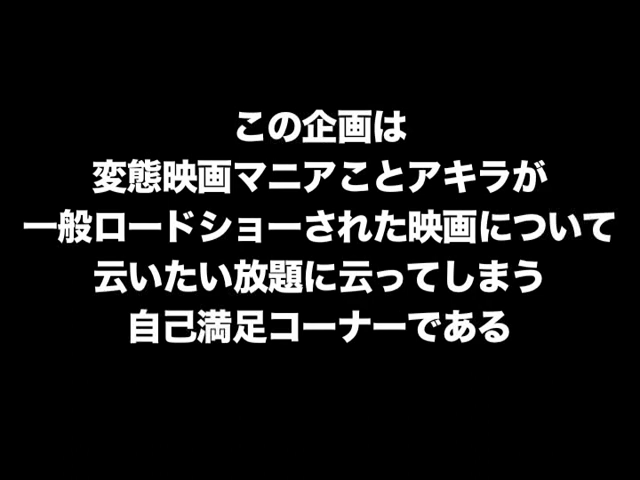 この企画は
変態映画マニアことアキラが
一般ロードショーされた映画について
云いたい放題に云ってしまう
自己満足コーナーである